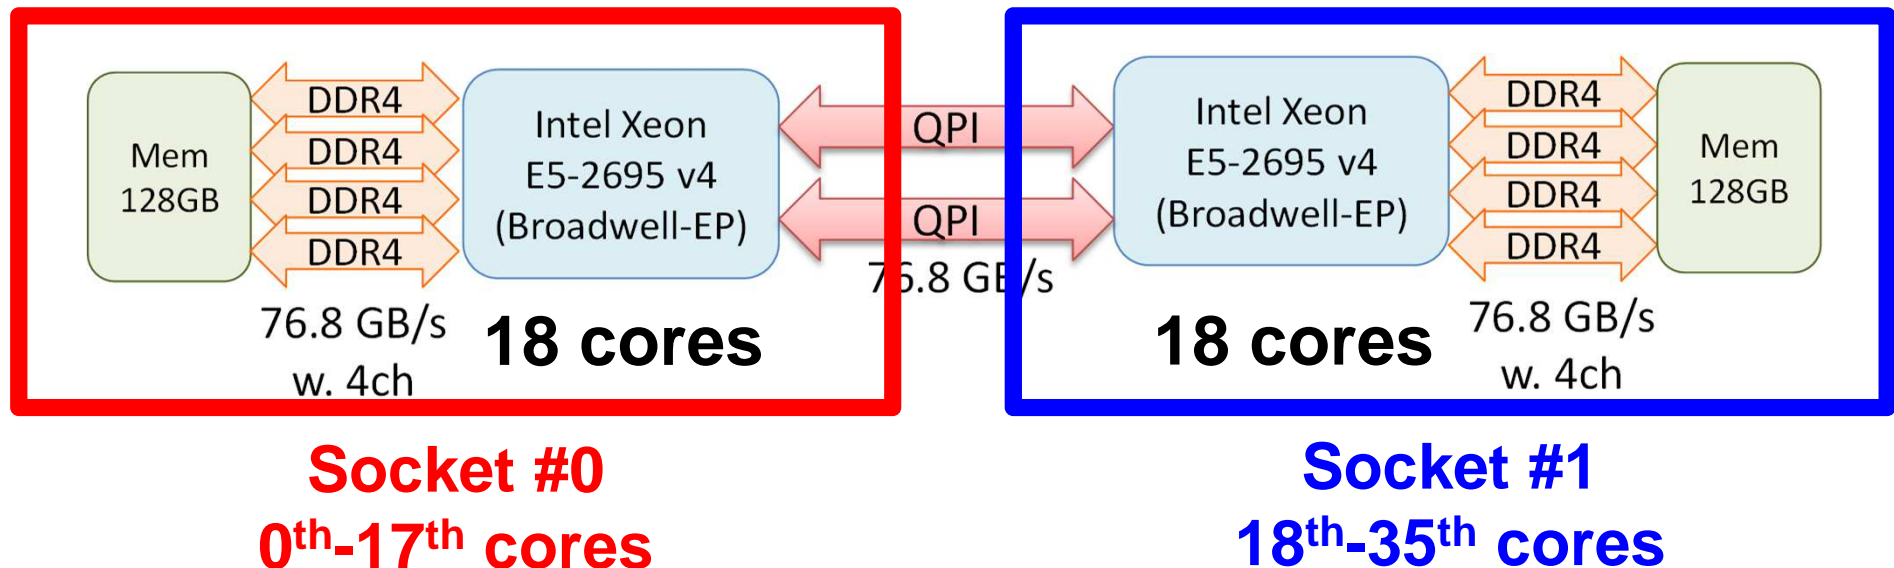 Mem
128GB
DDR4
DDR4
DDR4
DDR4
76.8 GB/s
w. 4ch
Intel Xeon
E5-2695 v4
(Broadwell-EP)
18 cores
QPI
QPI
76.8 GB/s
Intel Xeon
E5-2695 v4
(Broadwell-EP)
18 cores
DDR4
DDR4
DDR4
DDR4
76.8 GB/s
w. 4ch
Mem
128GB
Socket #0
0th-17th cores
Socket #1
18th-35th cores